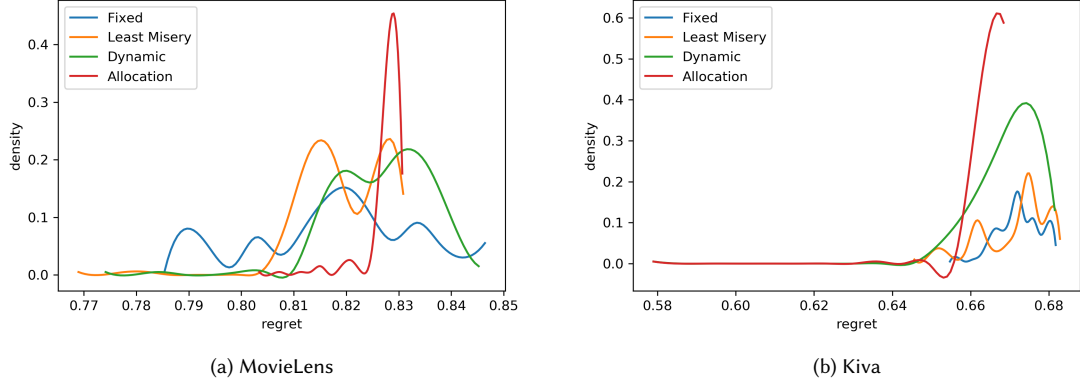 Fixed
Least Misery
Dynamic
Allocation
density
0.4
0.3
0.2
0.1
0.0
0.77 0.78 0.79 0.80 0.81 0.82 0.83 0.84 0.85
regret
(a) MovieLens
Fixed
Least Misery
Dynamic
Allocation
density
0.6
0.5
0.4
0.3
0.2
0.1
0.0
0.58 0.60 0.62 0.64 0.66 0.68
regret
(b) Kiva